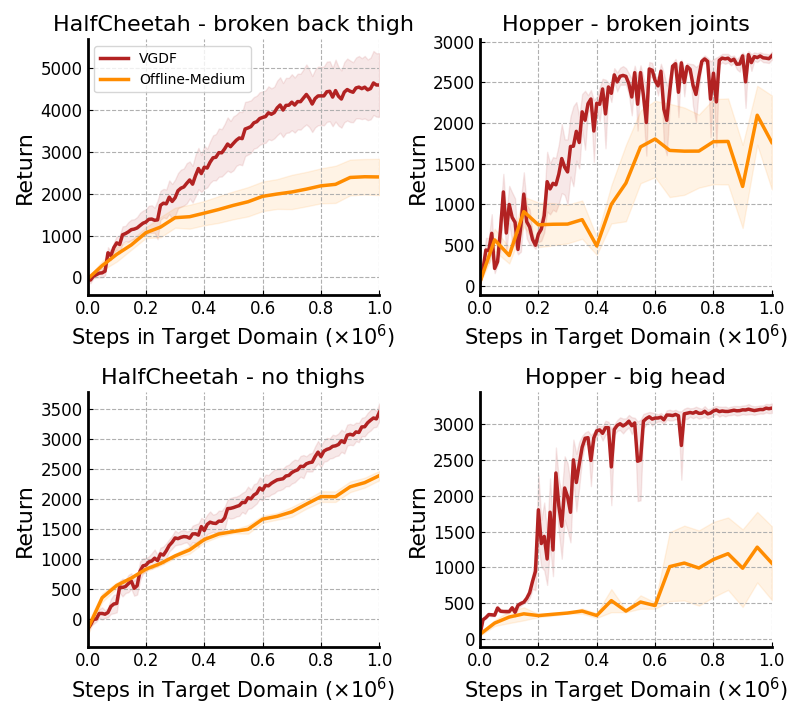 HalfCheetah - broken back thigh
VGDF
Offline-Medium
Return
5000
4000
3000
2000
1000
0
0.0 0.2 0.4 0.6 0.8 1.0
Steps in Target Domain (×10⁶)
Hopper - broken joints
Return
3000
2500
2000
1500
1000
500
0
0.0 0.2 0.4 0.6 0.8 1.0
Steps in Target Domain (×10⁶)
HalfCheetah - no thighs
Return
3500
3000
2500
2000
1500
1000
500
0
0.0 0.2 0.4 0.6 0.8 1.0
Steps in Target Domain (×10⁶)
Hopper - big head
Return
3000
2500
2000
1500
1000
500
0
0.0 0.2 0.4 0.6 0.8 1.0
Steps in Target Domain (×10⁶)